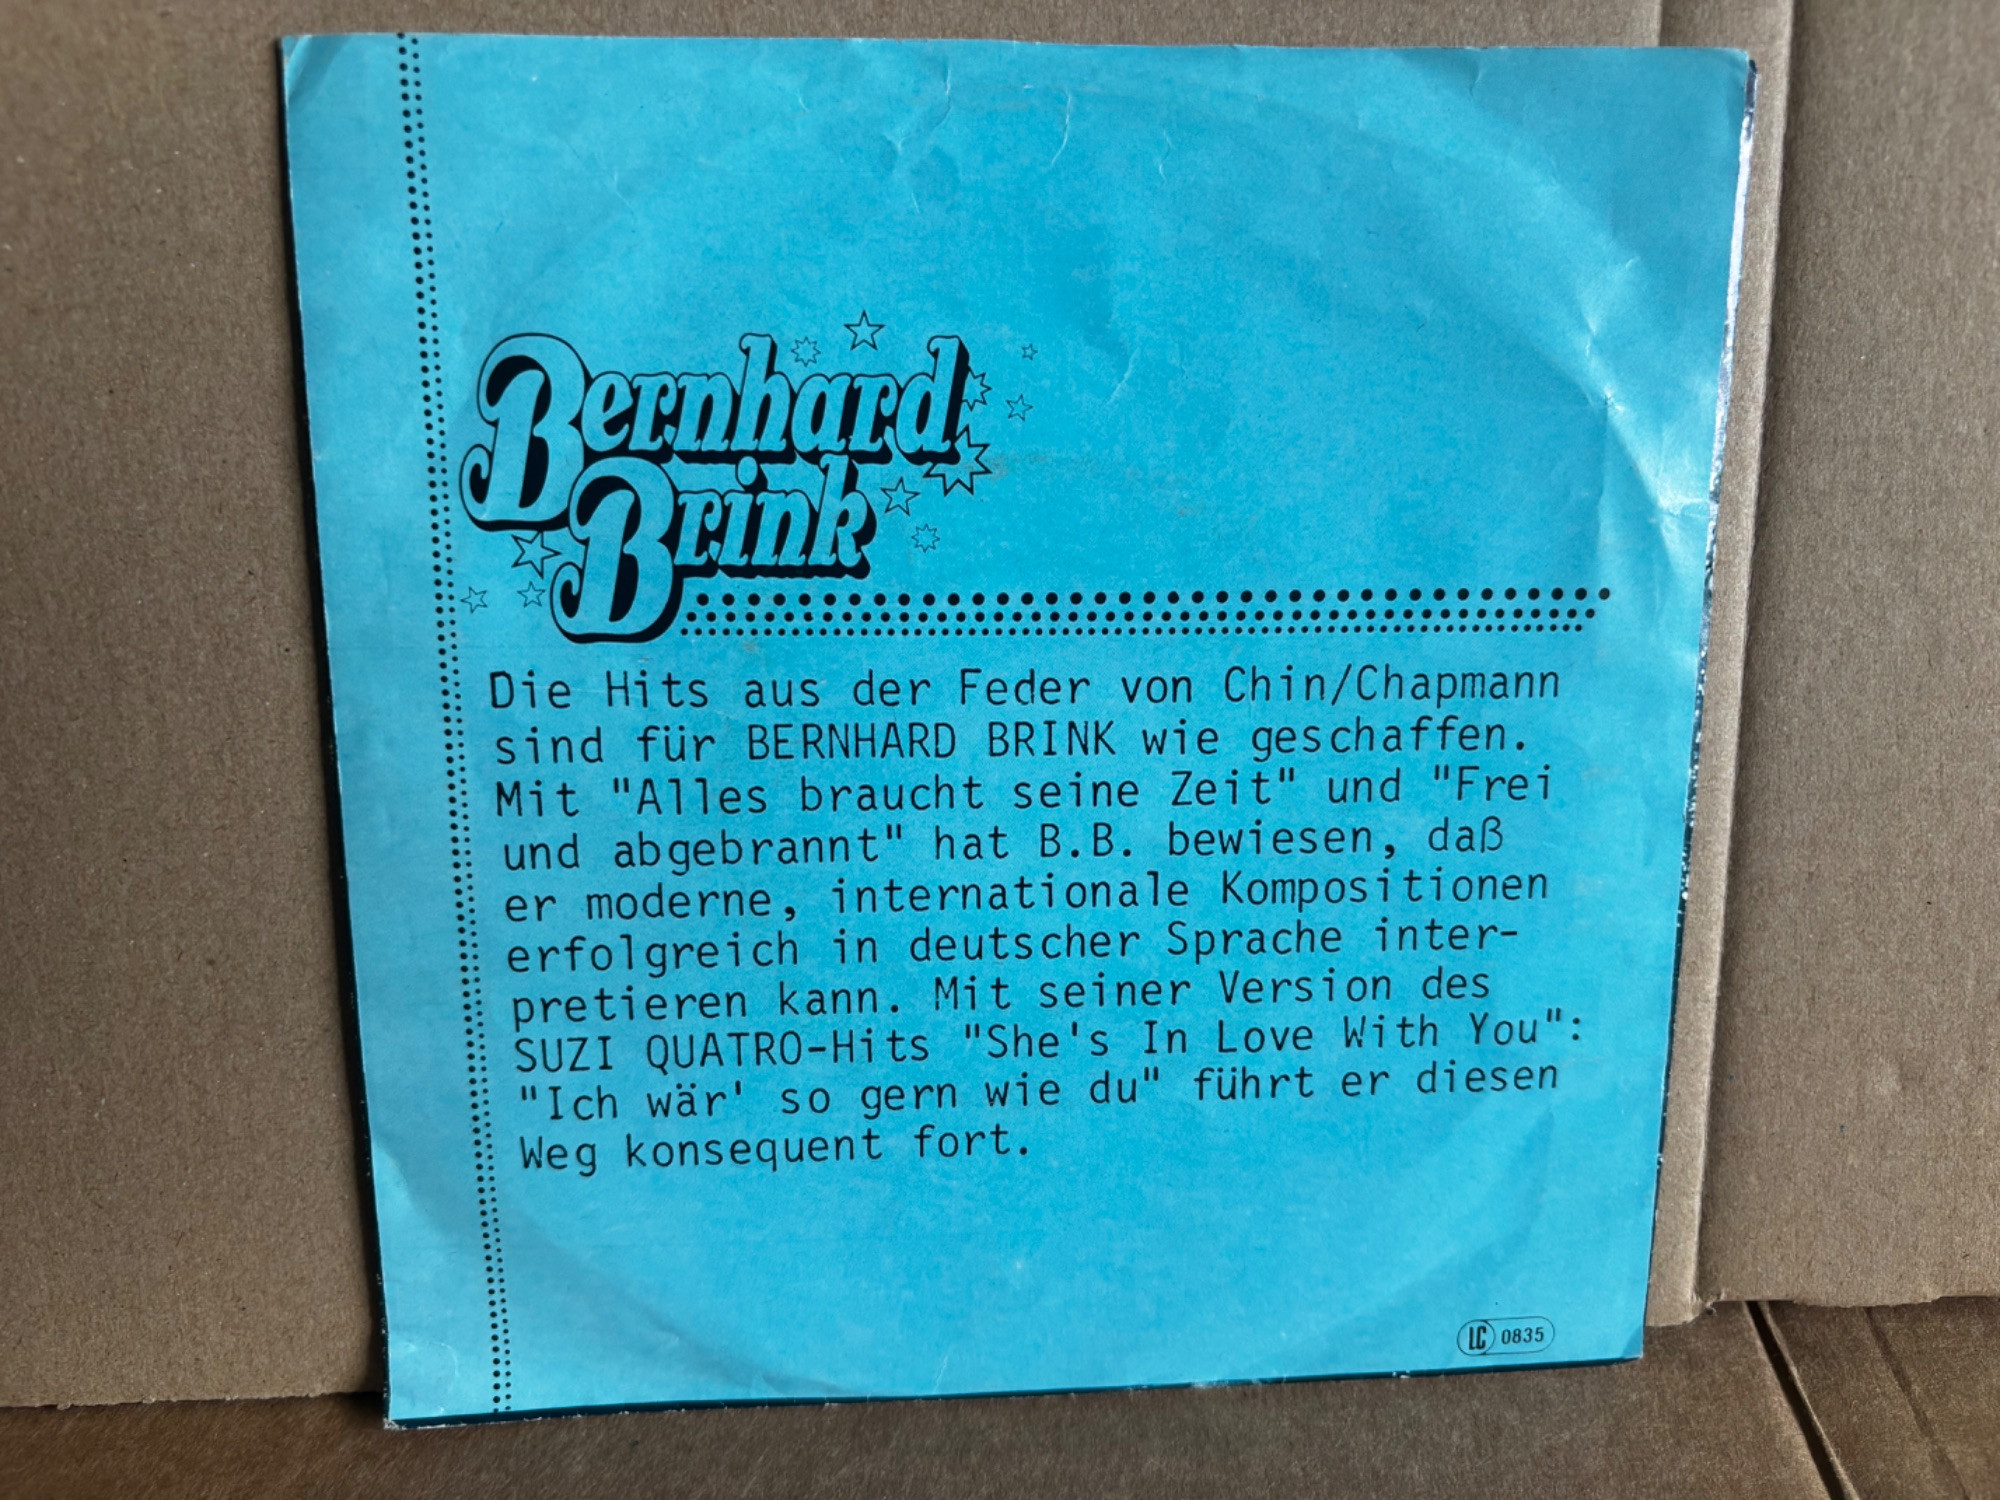 Bernhard
Brink
Die Hits aus der Feder von Chin/Chapmann
sind für BERNHARD BRINK wie geschaffen.
Mit "Alles braucht seine Zeit" und "Frei
und abgebrannt" hat B.B. bewiesen, daß
er moderne, internationale Kompositionen
erfolgreich in deutscher Sprache inter-
pretieren kann. Mit seiner Version des
SUZI QUATRO-Hits "She's In Love With You":
"Ich wär' so gern wie du" führt er diesen
Weg konsequent fort.
LC 0835